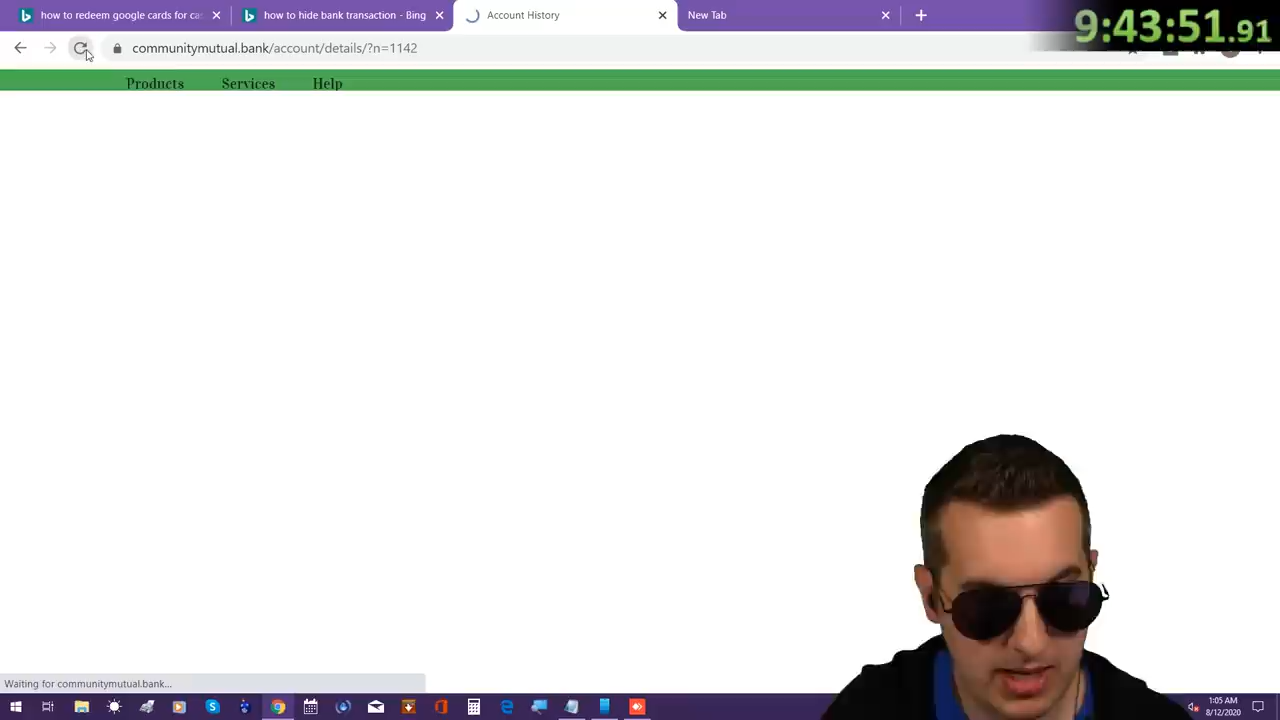 how to redeem google cards for cas
how to hide bank transaction - Bing
Account History
New Tab
9:43:51.91
communitymutual.bank/account/details/?n=1142
Products Services Help
Waiting for communitymutual.bank...
1:05 AM
8/12/2020